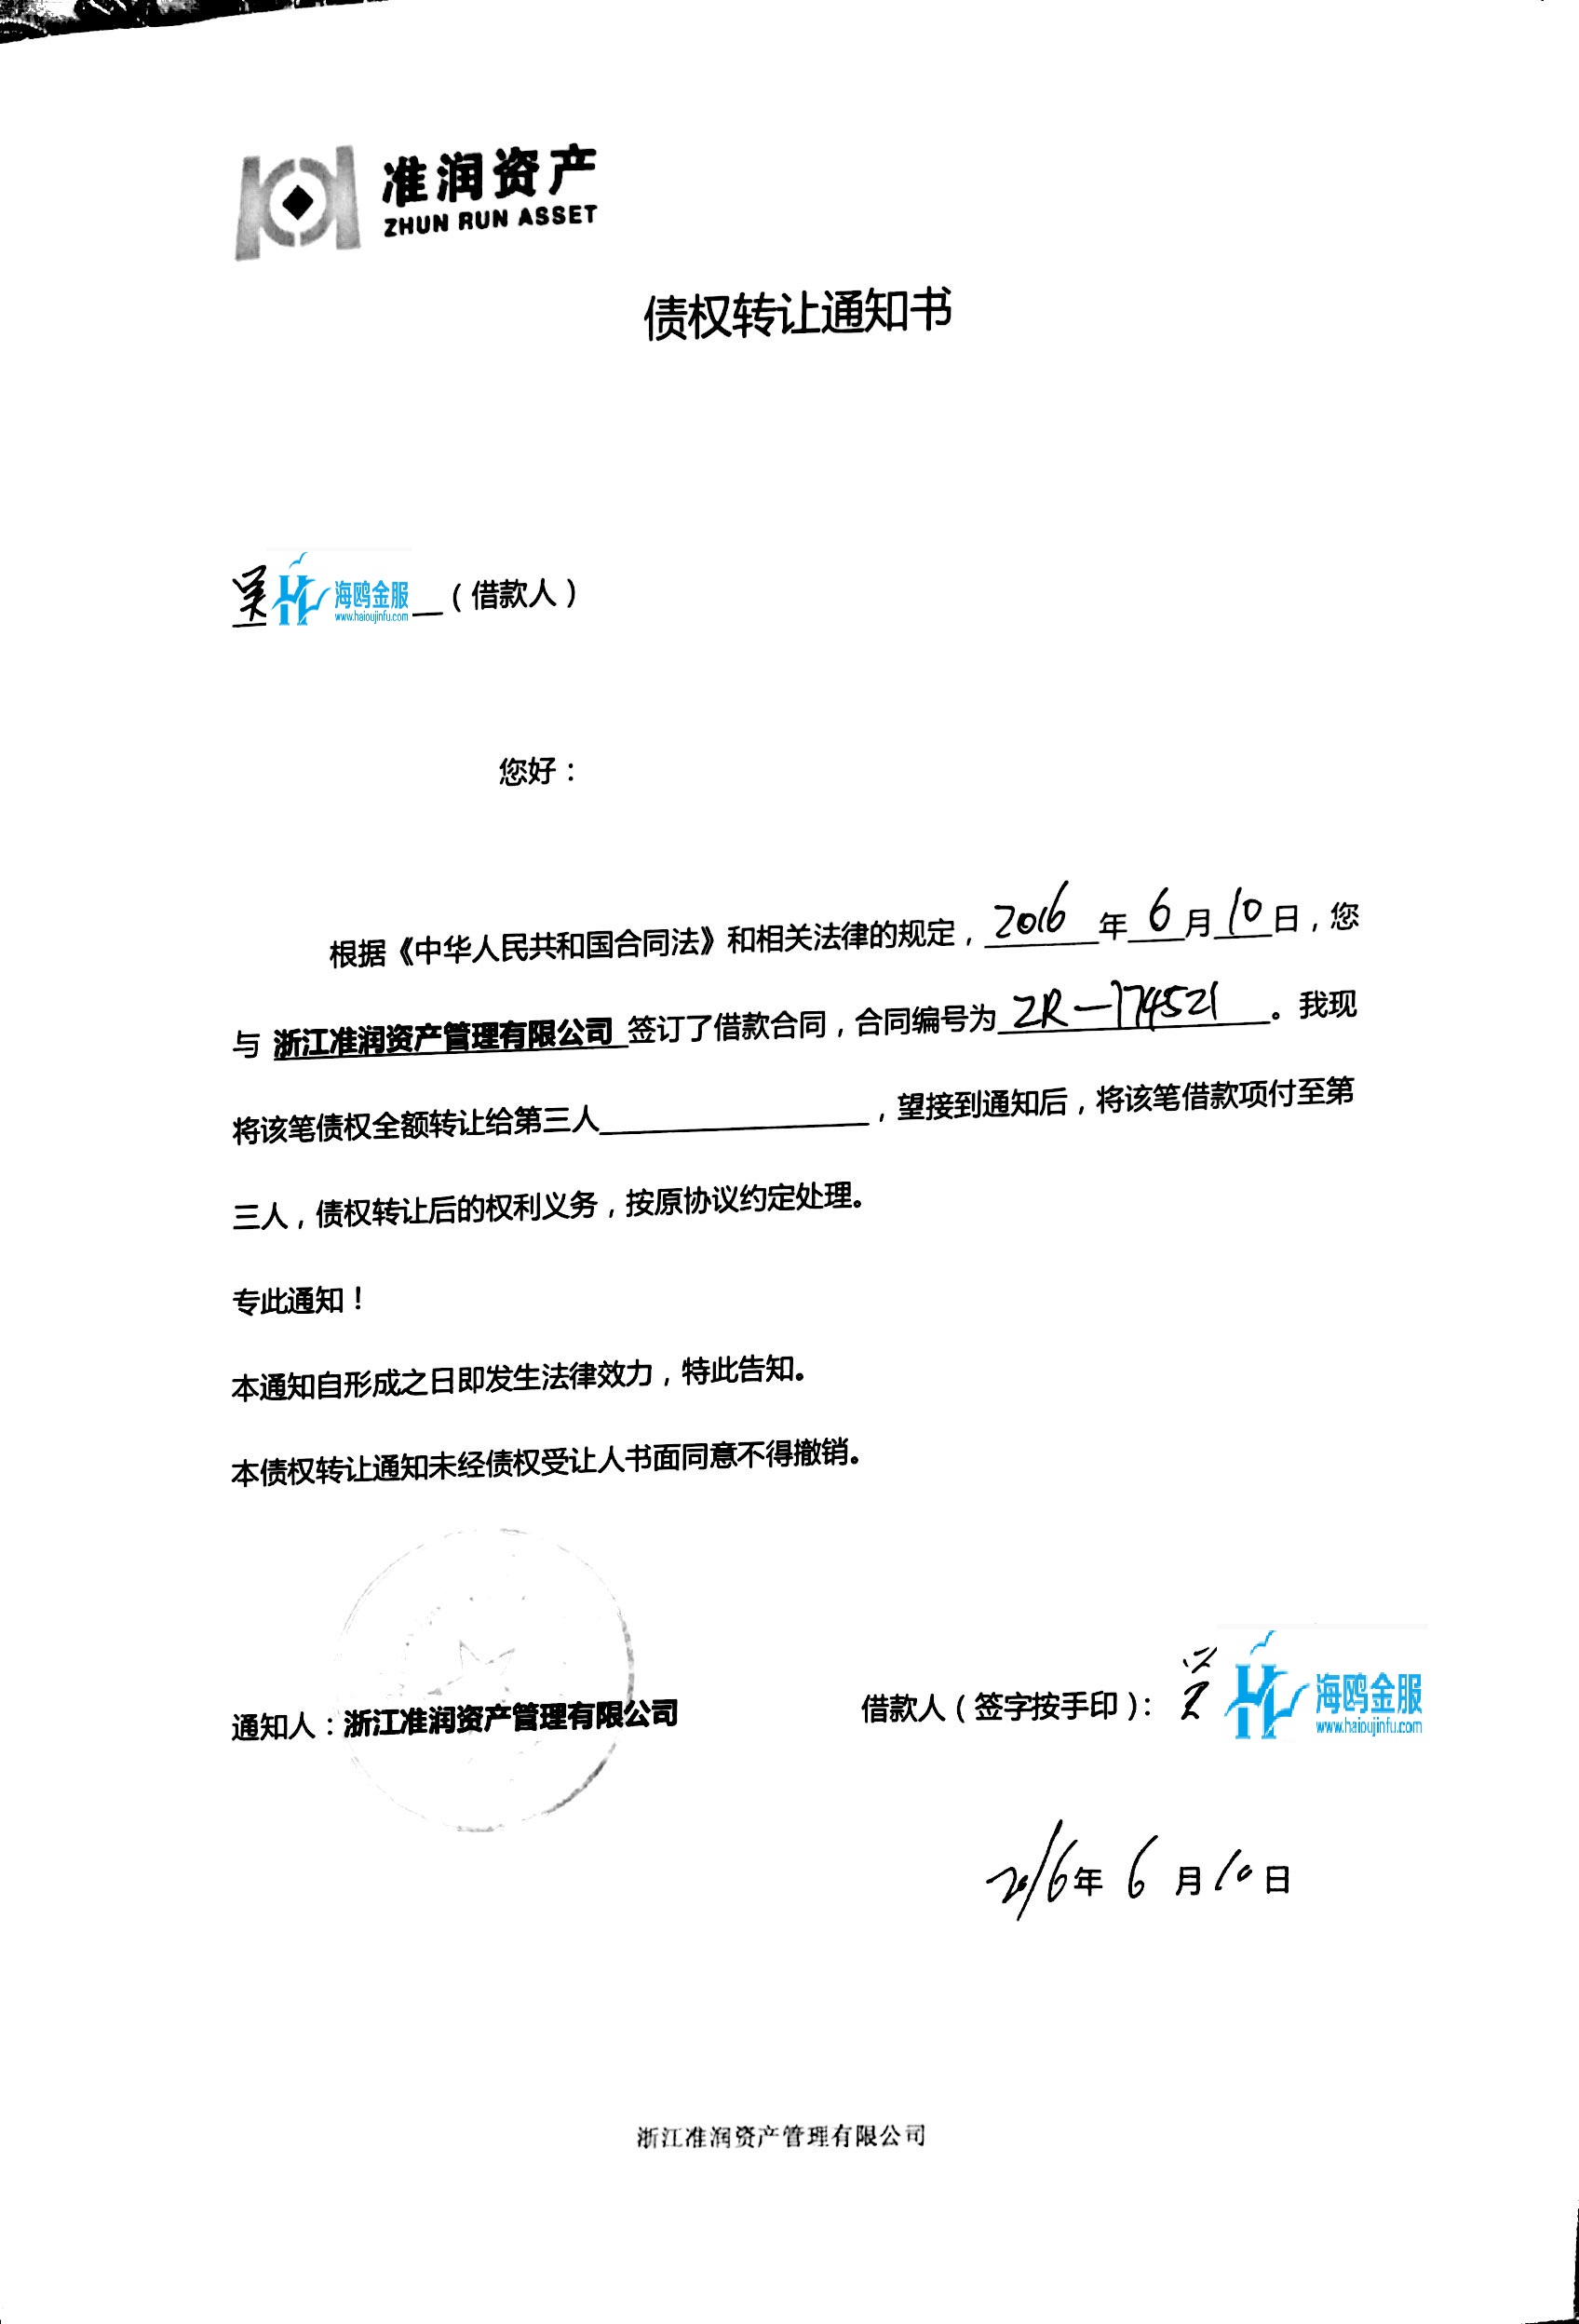 准润资产
ZHUN RUN ASSET
债权转让通知书
吴 海鸥金服 （借款人）
www.haioujinfu.com
您好：
根据《中华人民共和国合同法》和相关法律的规定，2016年6月10日，您
与 浙江准润资产管理有限公司 签订了借款合同，合同编号为ZR-174521。我现
将该笔债权全额转让给第三人__________，望接到通知后，将该笔借款项付至第
三人，债权转让后的权利义务，按原协议约定处理。
专此通知！
本通知自形成之日即发生法律效力，特此告知。
本债权转让通知未经债权受让人书面同意不得撤销。
通知人：浙江准润资产管理有限公司 借款人（签字按手印）： 海鸥金服
www.haioujinfu.com
2016年6月10日
浙江准润资产管理有限公司